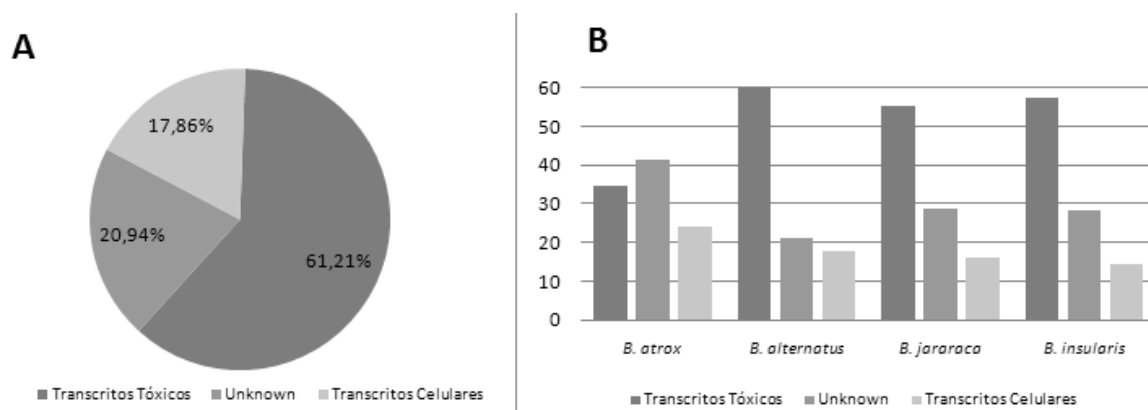 A
17,86%
20,94%
61,21%
Transcritos Tóxicos Unknown Transcritos Celulares
B
60
50
40
30
20
10
0
B. atrox B. alternatus B. jararaca B. insularis
Transcritos Tóxicos Unknown Transcritos Celulares